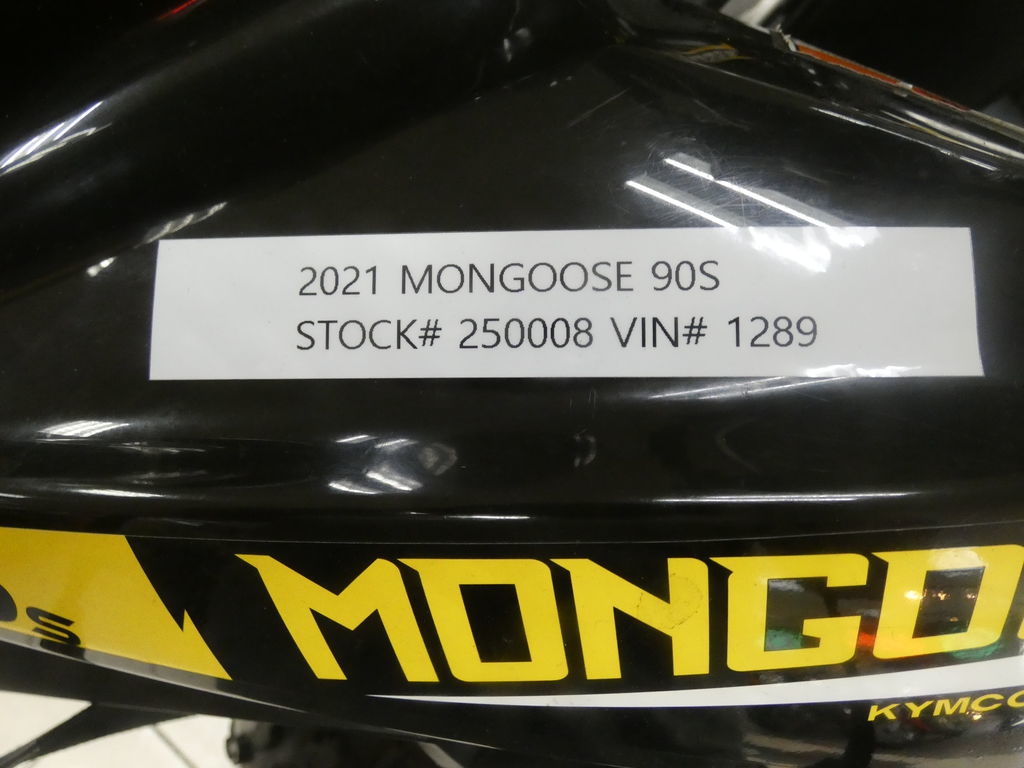 2021 MONGOOSE 90S
STOCK# 250008 VIN# 1289
MONGO
KYMCO